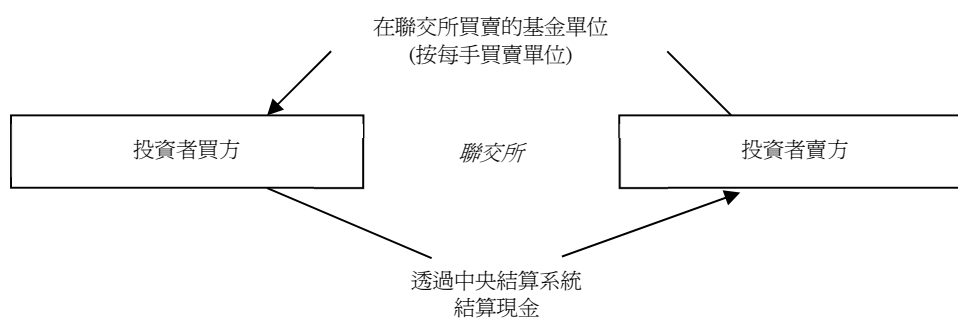 在聯交所買賣的基金單位
(按每手買賣單位)
投資者買方
聯交所
投資者賣方
透過中央結算系統
結算現金